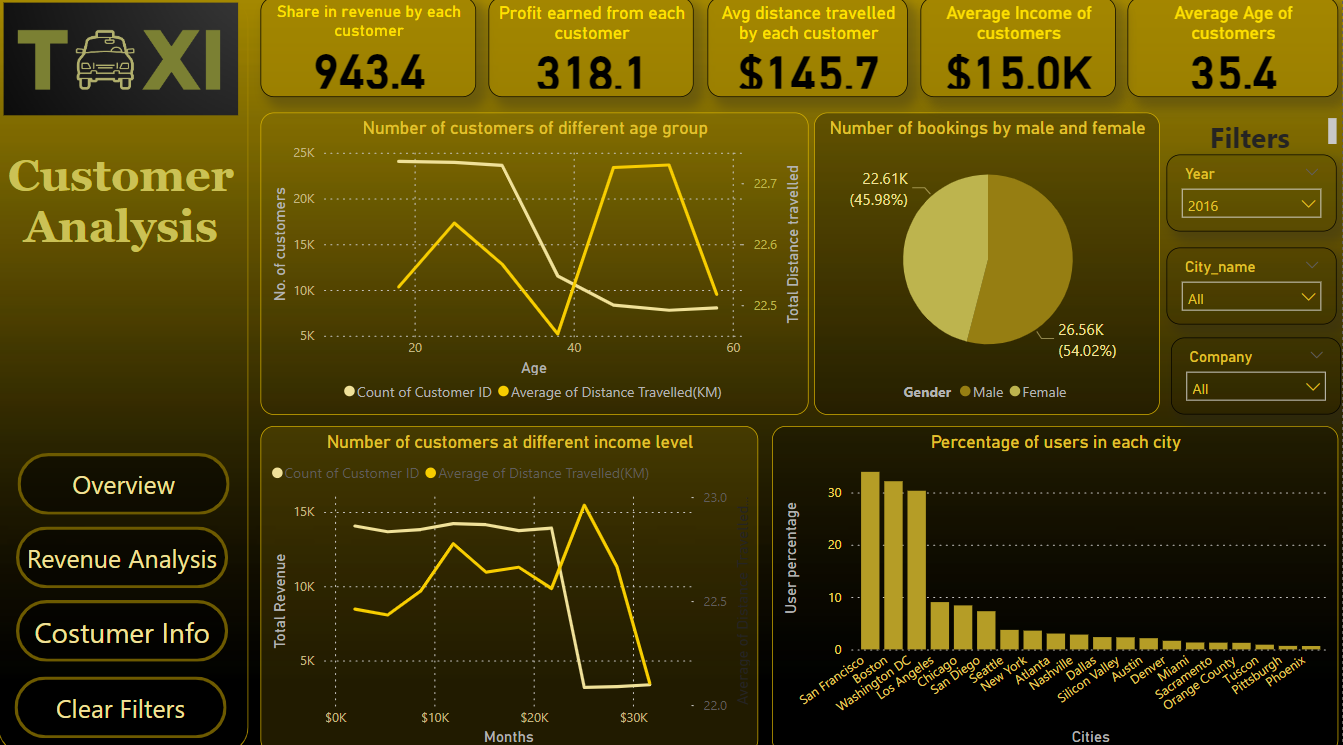 TAXI
Customer
Analysis
Overview
Revenue Analysis
Costumer Info
Clear Filters
Share in revenue by each
customer
943.4
Profit earned from each
customer
318.1
Avg distance travelled
by each customer
$145.7
Average Income of
customers
$15.0K
Average Age of
customers
35.4
Number of customers of different age group
No. of customers
25K
20K
15K
10K
5K
20
40
60
Age
22.7
22.6
22.5
Total Distance travelled
Count of Customer ID
Average of Distance Travelled(KM)
Number of bookings by male and female
22.61K
(45.98%)
26.56K
(54.02%)
Gender
Male
Female
Filters
Year
2016
City_name
All
Company
All
Number of customers at different income level
Count of Customer ID
Average of Distance Travelled(KM)
Total Revenue
15K
10K
5K
$0K
$10K
$20K
$30K
Months
23.0
22.5
22.0
Average of Distance travelled
Percentage of users in each city
User percentage
30
20
10
0
San Francisco
Boston
Washington DC
Los Angeles
Chicago
San Diego
Seattle
New York
Atlanta
Nashville
Dallas
Silicon Valley
Austin
Denver
Miami
Sacramento
Orange County
Tuscon
Pittsburgh
Phoenix
Cities